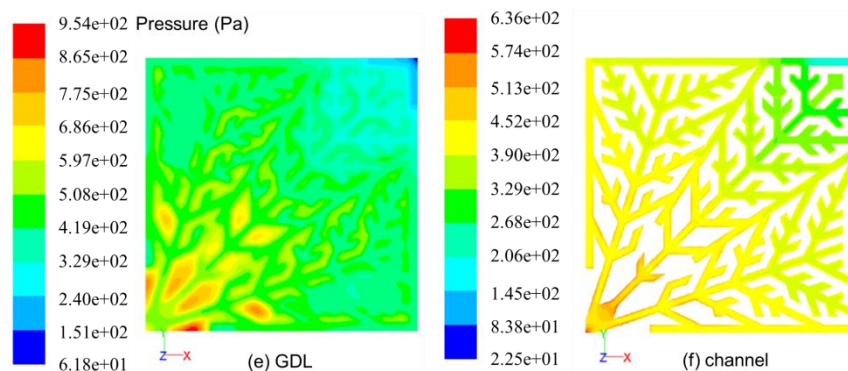 Pressure (Pa)
9.54e+02
8.65e+02
7.75e+02
6.86e+02
5.97e+02
5.08e+02
4.19e+02
3.29e+02
2.40e+02
1.51e+02
6.18e+01
Z X
(e) GDL
6.36e+02
5.74e+02
5.13e+02
4.52e+02
3.90e+02
3.29e+02
2.68e+02
2.06e+02
1.45e+02
8.38e+01
2.25e+01
Y
Z X
(f) channel